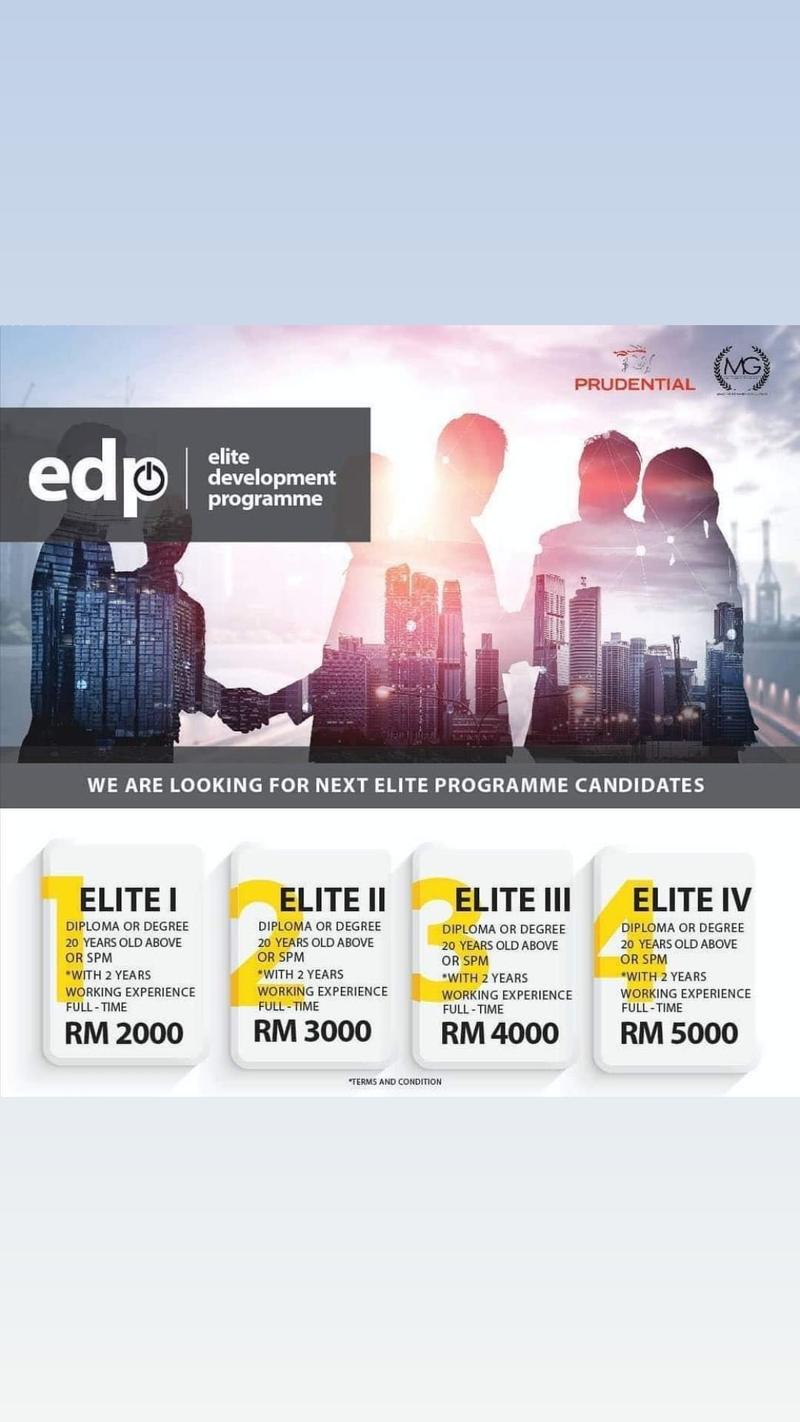 PRUDENTIAL
MG
edp
elite
development
programme
WE ARE LOOKING FOR NEXT ELITE PROGRAMME CANDIDATES
1
ELITE I
DIPLOMA OR DEGREE
20 YEARS OLD ABOVE
OR SPM
*WITH 2 YEARS
WORKING EXPERIENCE
FULL - TIME
RM 2000
2
ELITE II
DIPLOMA OR DEGREE
20 YEARS OLD ABOVE
OR SPM
*WITH 2 YEARS
WORKING EXPERIENCE
FULL - TIME
RM 3000
3
ELITE III
DIPLOMA OR DEGREE
20 YEARS OLD ABOVE
OR SPM
*WITH 2 YEARS
WORKING EXPERIENCE
FULL - TIME
RM 4000
4
ELITE IV
DIPLOMA OR DEGREE
20 YEARS OLD ABOVE
OR SPM
*WITH 2 YEARS
WORKING EXPERIENCE
FULL - TIME
RM 5000
*TERMS AND CONDITION